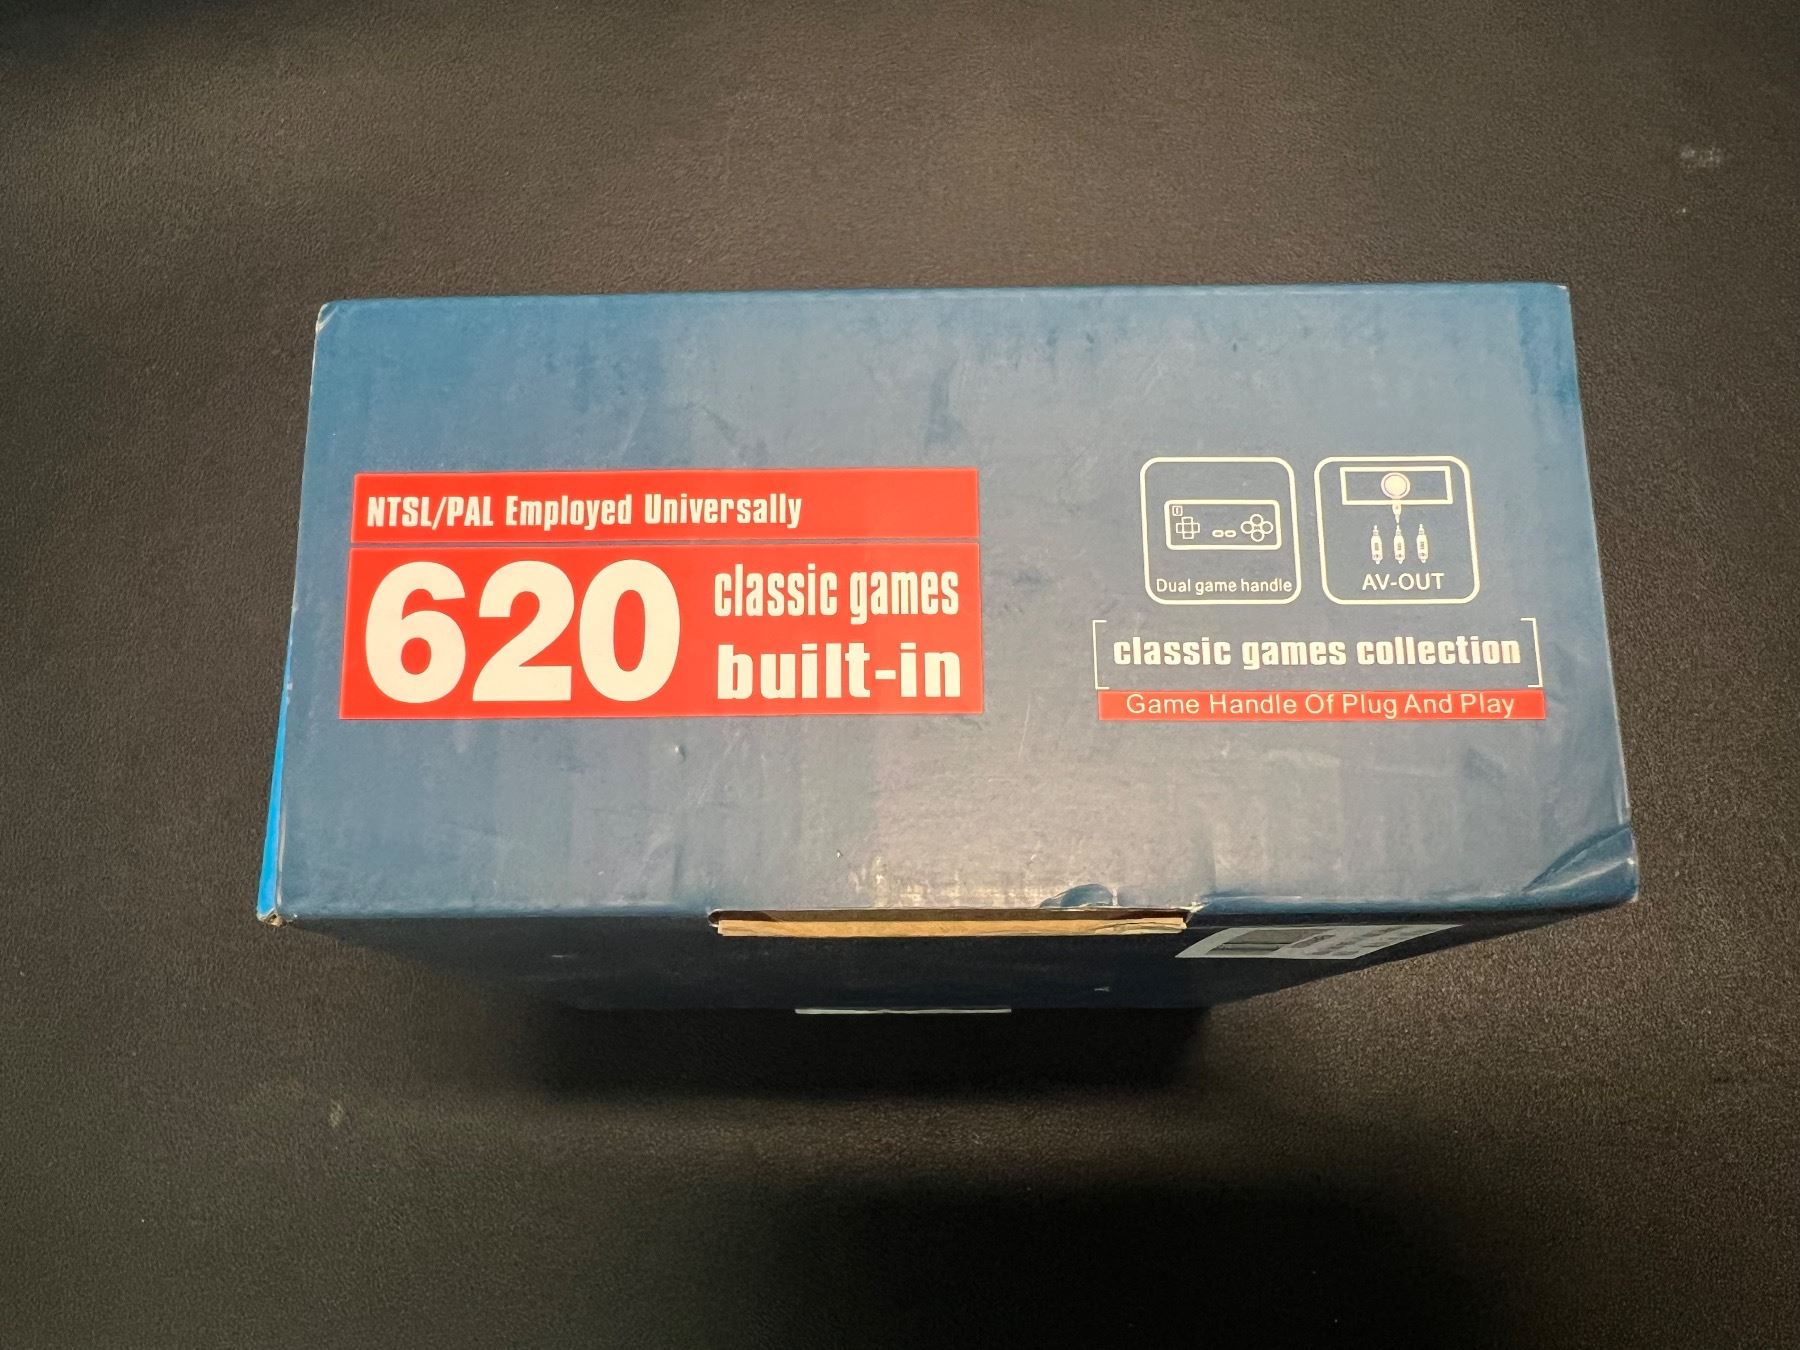 NTSL/PAL Employed Universally
620
classic games
built-in
Dual game handle
AV-OUT
classic games collection
Game Handle Of Plug And Play